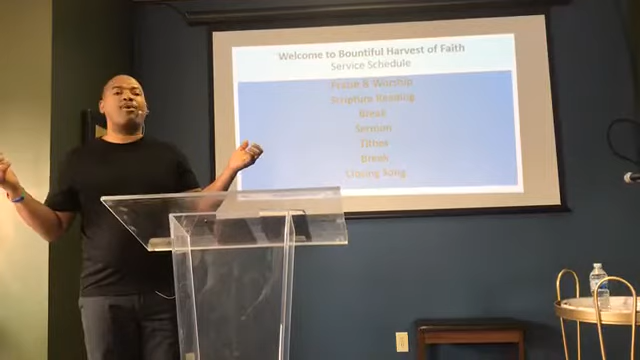 Welcome to Bountiful Harvest of Faith
Service Schedule
Praise & Worship
Scripture Reading
Break
Sermon
Tithes
Break
Closing Song